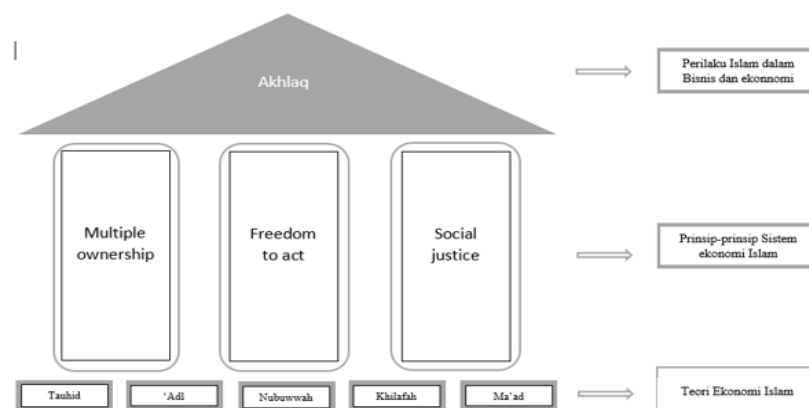 Akhlaq
Perilaku Islam dalam
Bisnis dan ekonnomi
Multiple
ownership
Freedom
to act
Social
justice
Prinsip-prinsip Sistem
ekonomi Islam
Tauhid
'Adl
Nubuwwah
Khilafah
Ma'ad
Teori Ekonomi Islam